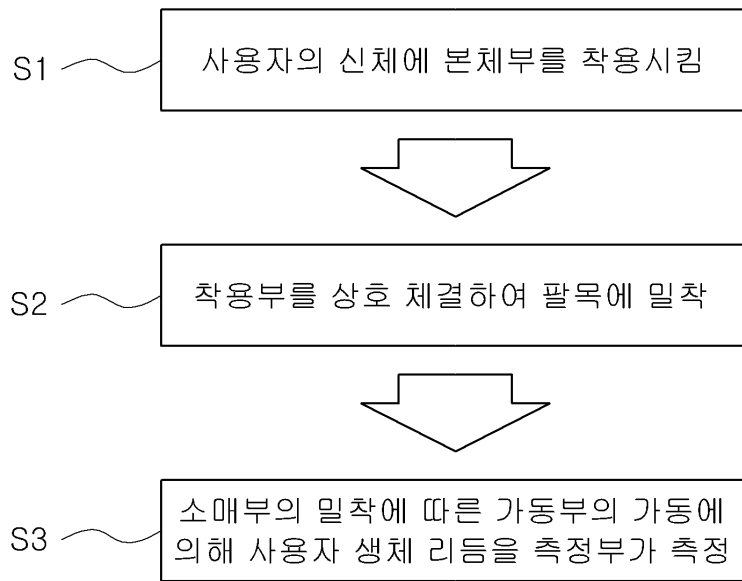 S1
사용자의 신체에 본체부를 착용시킴
S2
착용부를 상호 체결하여 팔목에 밀착
S3
소매부의 밀착에 따른 가동부의 가동에
의해 사용자 생체 리듬을 측정부가 측정